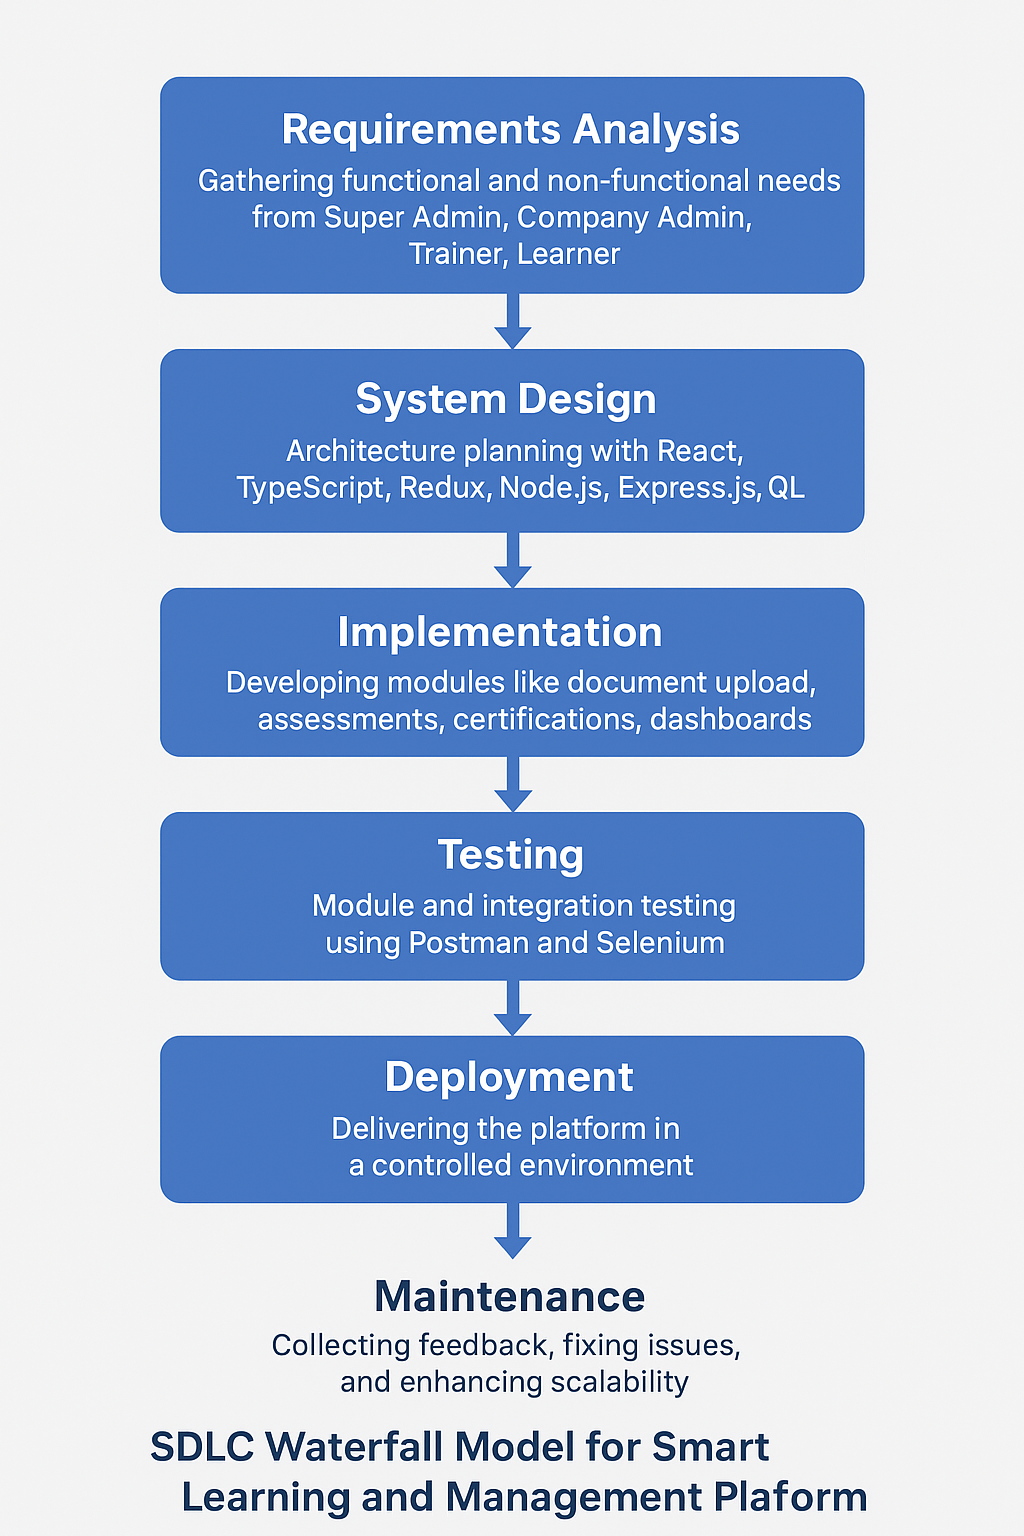 Requirements Analysis
Gathering functional and non-functional needs
from Super Admin, Company Admin,
Trainer, Learner
System Design
Architecture planning with React,
TypeScript, Redux, Node.js, Express.js, QL
Implementation
Developing modules like document upload,
assessments, certifications, dashboards
Testing
Module and integration testing
using Postman and Selenium
Deployment
Delivering the platform in
a controlled environment
Maintenance
Collecting feedback, fixing issues,
and enhancing scalability
SDLC Waterfall Model for Smart
Learning and Management Plaform